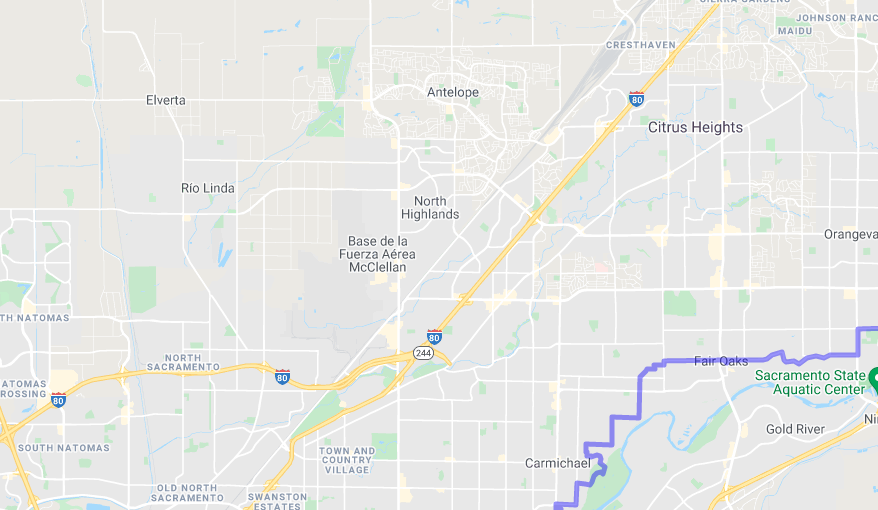 SIERRA GARDENS
JOHNSON RANC
MAIDU
CRESTHAVEN
Antelope
Elverta
80
Citrus Heights
Río Linda
North
Highlands
Orangeva
Base de la
Fuerza Aérea
McClellan
TH NATOMAS
80
244
NORTH
SACRAMENTO
80
Fair Oaks
Sacramento State
Aquatic Center
ATOMAS
ROSSING
80
Nim
Gold River
SOUTH NATOMAS
TOWN AND
COUNTRY
VILLAGE
Carmichael
OLD NORTH
SACRAMENTO
SWANSTON
ESTATES